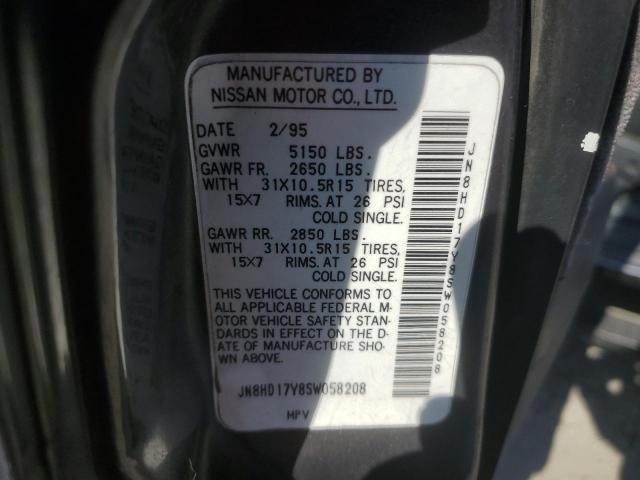 MANUFACTURED BY
NISSAN MOTOR CO., LTD.
DATE 2/95
GVWR 5150 LBS.
GAWR FR. 2650 LBS.
WITH 31X10.5R15 TIRES,
15X7 RIMS. AT 26 PSI
COLD SINGLE.
GAWR RR. 2850 LBS.
WITH 31X10.5R15 TIRES,
15X7 RIMS. AT 26 PSI
COLD SINGLE.
THIS VEHICLE CONFORMS TO
ALL APPLICABLE FEDERAL M-
OTOR VEHICLE SAFETY STAN-
DARDS IN EFFECT ON THE D-
ATE OF MANUFACTURE SHO-
WN ABOVE.
JN8HD17Y8SW058208
MPV
JN8HD17Y8SW058208